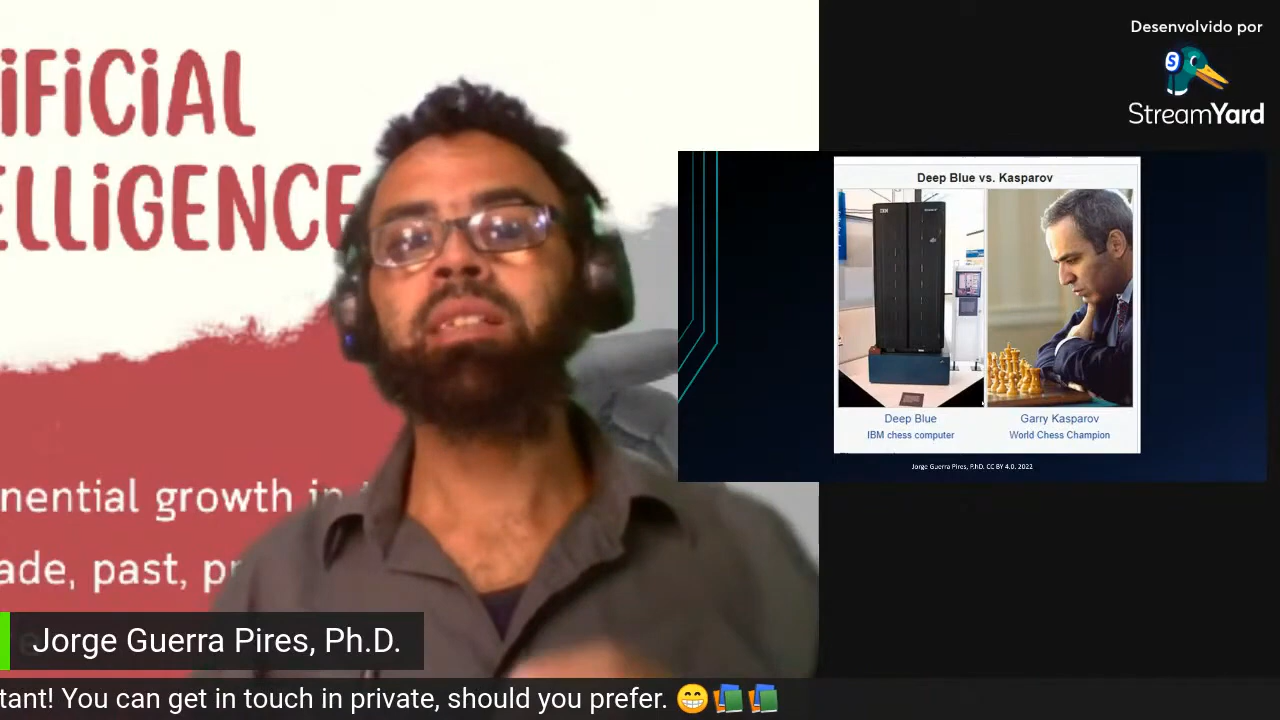 IFICIAL
ELLIGENCE
nential growth in
ade, past, pr
Desenvolvido por
StreamYard
Deep Blue vs. Kasparov
IBM
Deep Blue
IBM chess computer
Garry Kasparov
World Chess Champion
Jorge Guerra Pires, P.hD. CC BY 4.0. 2022
Jorge Guerra Pires, Ph.D.
tant! You can get in touch in private, should you prefer. 😁📚📚